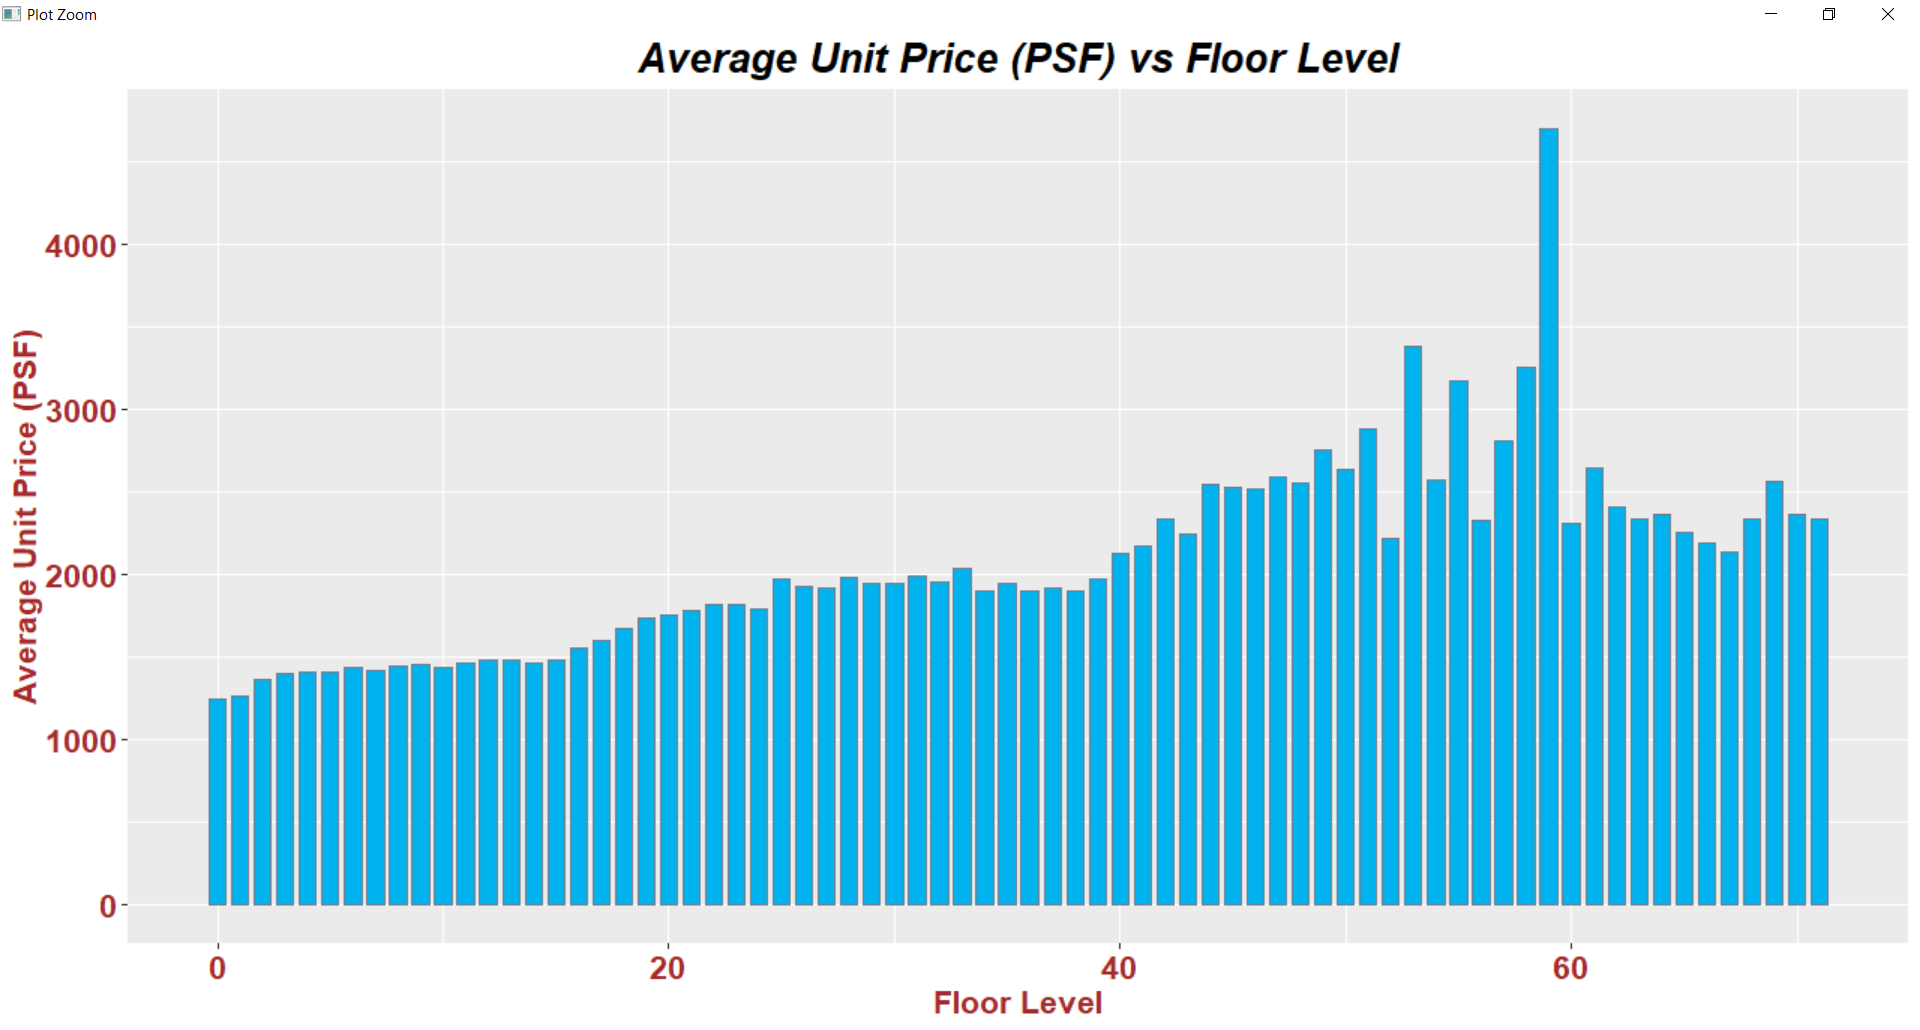 Plot Zoom
Average Unit Price (PSF) vs Floor Level
Average Unit Price (PSF)
4000
3000
2000
1000
0
0 20 40 60
Floor Level